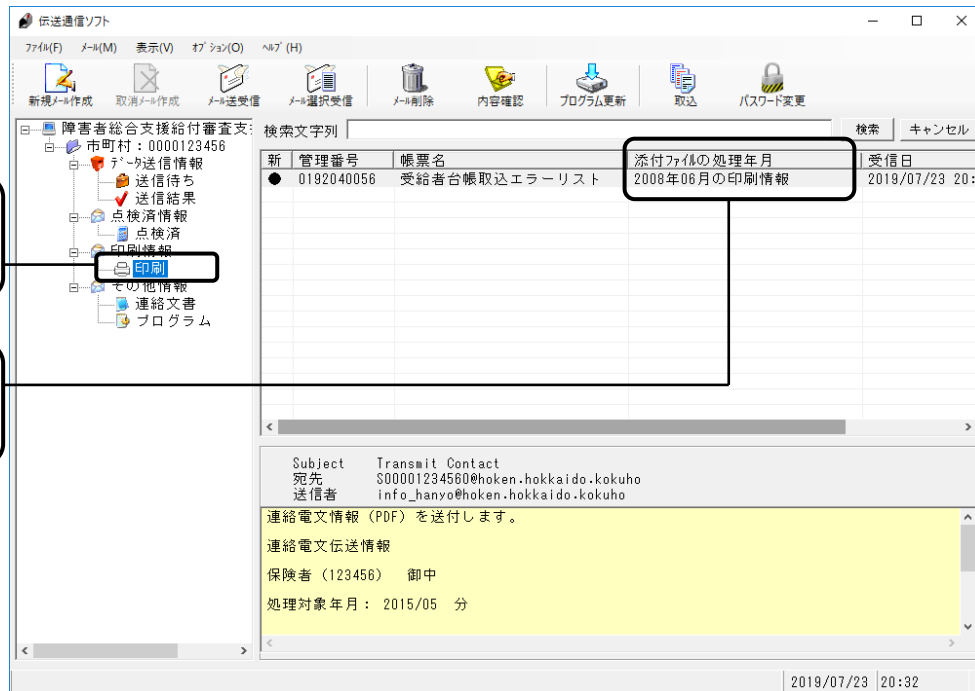 伝送通信ソフト
ﾌｧｲﾙ(F) ﾒｰﾙ(M) 表示(V) ｵﾌﾟｼｮﾝ(O) ﾍﾙﾌﾟ(H)
新規ﾒｰﾙ作成 取消ﾒｰﾙ作成 ﾒｰﾙ送受信 ﾒｰﾙ選択受信 ﾒｰﾙ削除 内容確認 ﾌﾟﾛｸﾞﾗﾑ更新 取込 ﾊﾟｽﾜｰﾄﾞ変更
障害者総合支援給付審査支
市町村：0000123456
ﾃﾞｰﾀ送信情報
送信待ち
送信結果
点検済情報
点検済
印刷情報
印刷
その他情報
連絡文書
プログラム
検索文字列 検索 キャンセル
新 管理番号 帳票名 添付ﾌｧｲﾙの処理年月 受信日
● 0192040056 受給者台帳取込エラーリスト 2008年06月の印刷情報 2019/07/23 20:
Subject Transmit Contact
宛先 S00001234560@hoken.hokkaido.kokuho
送信者 info_hanyo@hoken.hokkaido.kokuho
連絡電文情報（PDF）を送付します。
連絡電文伝送情報
保険者（123456） 御中
処理対象年月： 2015/05 分
2019/07/23 20:32